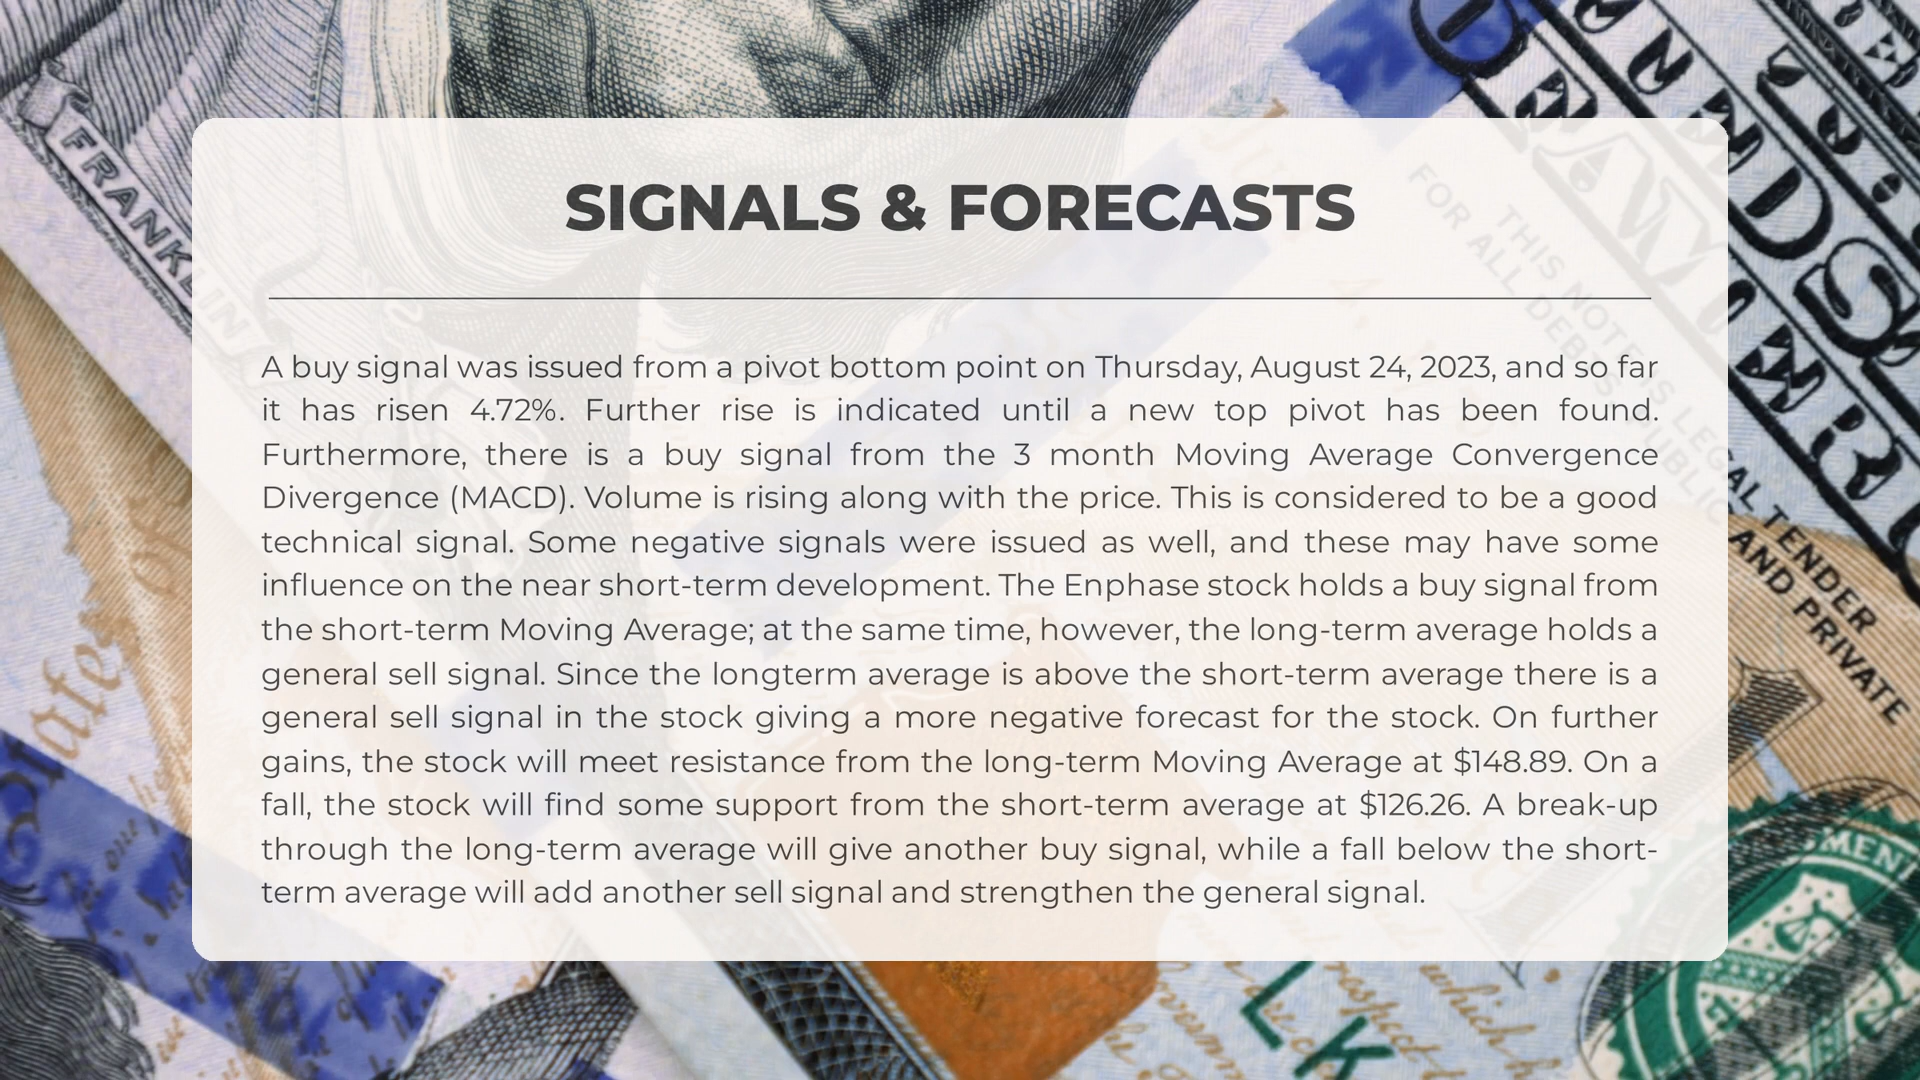 SIGNALS & FORECASTS
A buy signal was issued from a pivot bottom point on Thursday, August 24, 2023, and so far
it has risen 4.72%. Further rise is indicated until a new top pivot has been found.
Furthermore, there is a buy signal from the 3 month Moving Average Convergence
Divergence (MACD). Volume is rising along with the price. This is considered to be a good
technical signal. Some negative signals were issued as well, and these may have some
influence on the near short-term development. The Enphase stock holds a buy signal from
the short-term Moving Average; at the same time, however, the long-term average holds a
general sell signal. Since the longterm average is above the short-term average there is a
general sell signal in the stock giving a more negative forecast for the stock. On further
gains, the stock will meet resistance from the long-term Moving Average at $148.89. On a
fall, the stock will find some support from the short-term average at $126.26. A break-up
through the long-term average will give another buy signal, while a fall below the short-
term average will add another sell signal and strengthen the general signal.
FRANKLIN
THIS NOTE IS LEGAL TENDER
FOR ALL DEBTS PUBLIC AND PRIVATE
LK